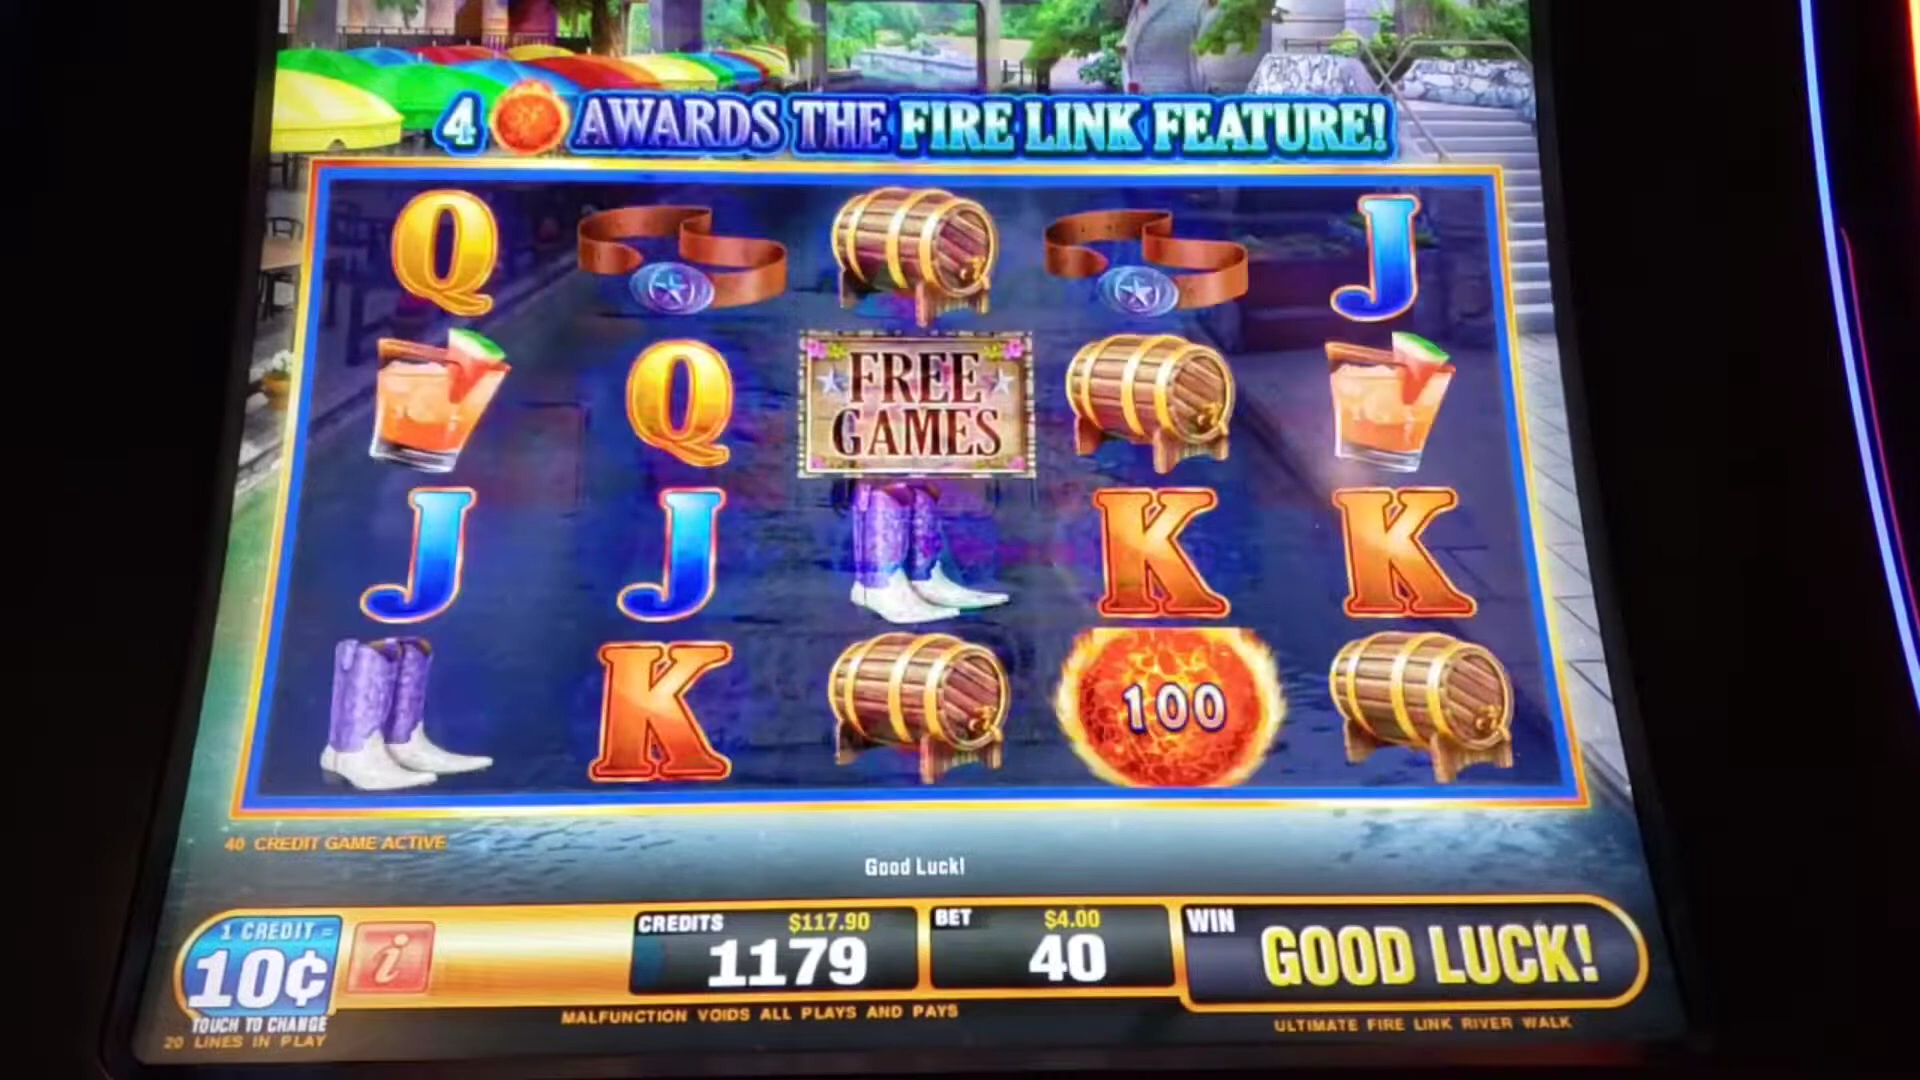 4 AWARDS THE FIRE LINK FEATURE!
Q
J
Q
FREE
GAMES
J
J
K
K
K
100
40 CREDIT GAME ACTIVE
Good Luck!
1 CREDIT =
10¢
TOUCH TO CHANGE
20 LINES IN PLAY
i
CREDITS $117.90
1179
BET $4.00
40
WIN
GOOD LUCK!
MALFUNCTION VOIDS ALL PLAYS AND PAYS
ULTIMATE FIRE LINK RIVER WALK